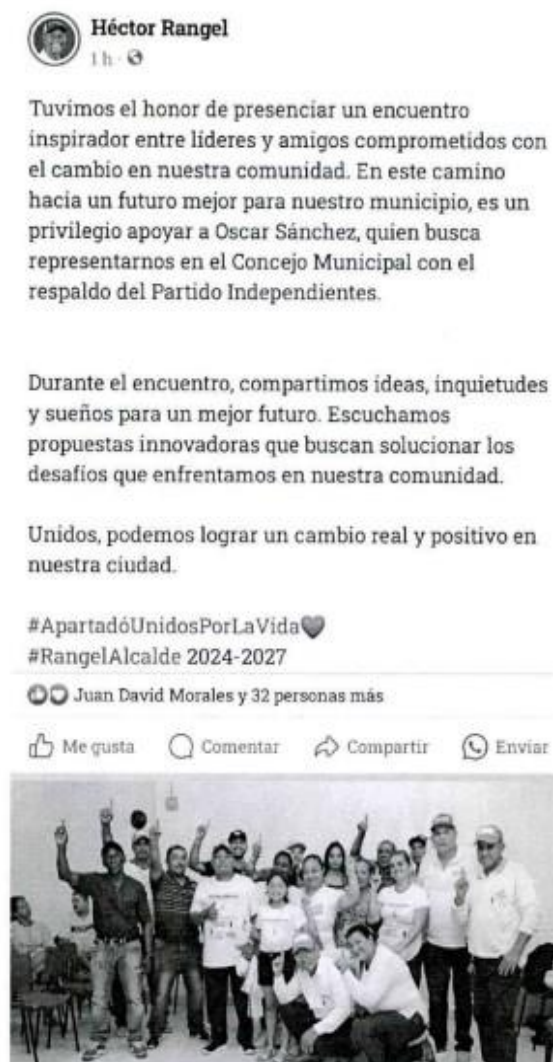 Héctor Rangel
1 h ·
Tuvimos el honor de presenciar un encuentro
inspirador entre líderes y amigos comprometidos con
el cambio en nuestra comunidad. En este camino
hacia un futuro mejor para nuestro municipio, es un
privilegio apoyar a Oscar Sánchez, quien busca
representarnos en el Concejo Municipal con el
respaldo del Partido Independientes.
Durante el encuentro, compartimos ideas, inquietudes
y sueños para un mejor futuro. Escuchamos
propuestas innovadoras que buscan solucionar los
desafíos que enfrentamos en nuestra comunidad.
Unidos, podemos lograr un cambio real y positivo en
nuestra ciudad.
#ApartadóUnidosPorLaVida🖤
#RangelAlcalde 2024-2027
Juan David Morales y 32 personas más
Me gusta Comentar Compartir Enviar